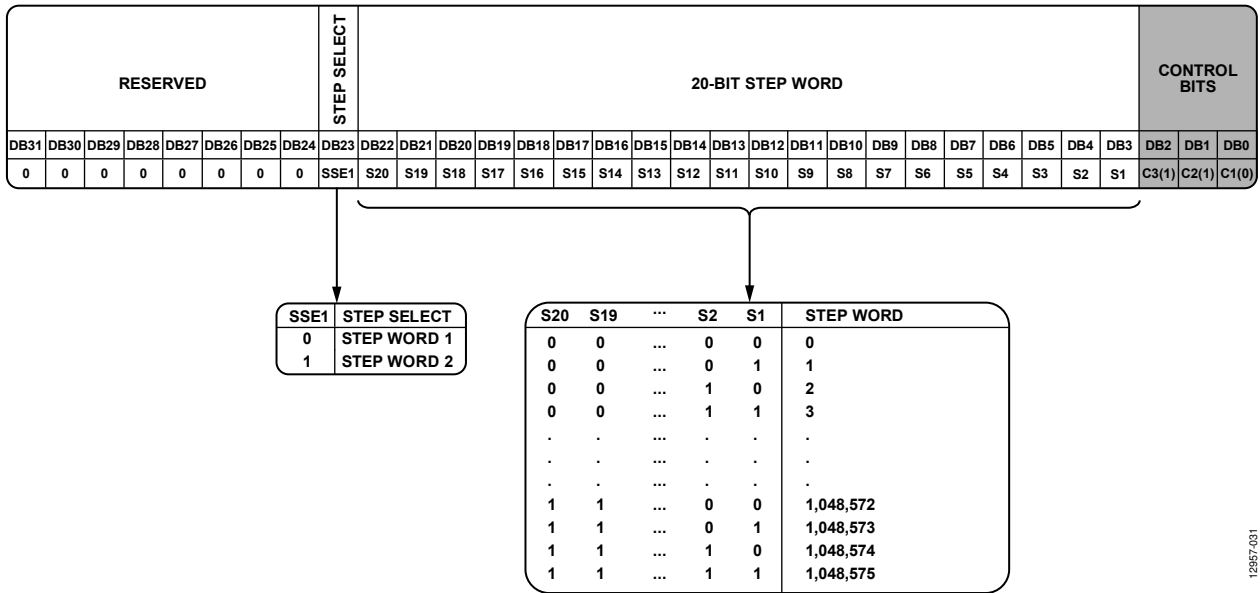 RESERVED STEP SELECT 20-BIT STEP WORD CONTROL
BITS
DB31 DB30 DB29 DB28 DB27 DB26 DB25 DB24 DB23 DB22 DB21 DB20 DB19 DB18 DB17 DB16 DB15 DB14 DB13 DB12 DB11 DB10 DB9 DB8 DB7 DB6 DB5 DB4 DB3 DB2 DB1 DB0
0 0 0 0 0 0 0 0 SSE1 S20 S19 S18 S17 S16 S15 S14 S13 S12 S11 S10 S9 S8 S7 S6 S5 S4 S3 S2 S1 C3(1) C2(1) C1(0)
SSE1 STEP SELECT
0 STEP WORD 1
1 STEP WORD 2
S20 S19 ... S2 S1 STEP WORD
0 0 ... 0 0 0
0 0 ... 0 1 1
0 0 ... 1 0 2
0 0 ... 1 1 3
. . ... . . .
. . ... . . .
. . ... . . .
1 1 ... 0 0 1,048,572
1 1 ... 0 1 1,048,573
1 1 ... 1 0 1,048,574
1 1 ... 1 1 1,048,575
12957-031